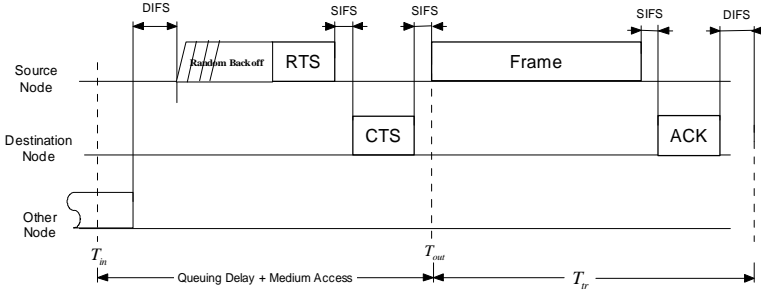 DIFS
SIFS
SIFS
SIFS
DIFS
Source
Node
Random Backoff
RTS
Frame
Destination
Node
CTS
ACK
Other
Node
T_in
T_out
Queuing Delay + Medium Access
T_tr